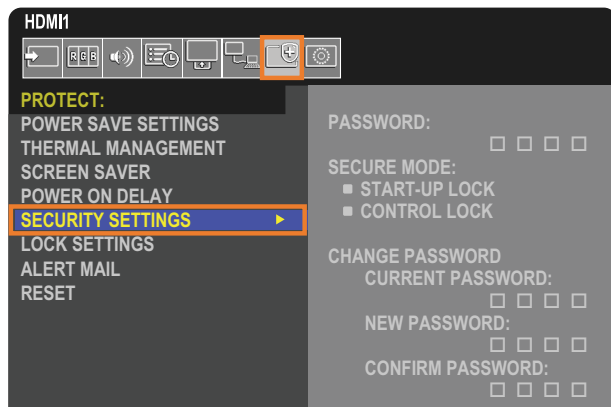 HDMI1
RGB
PROTECT:
POWER SAVE SETTINGS
THERMAL MANAGEMENT
SCREEN SAVER
POWER ON DELAY
SECURITY SETTINGS
LOCK SETTINGS
ALERT MAIL
RESET
PASSWORD:
SECURE MODE:
START-UP LOCK
CONTROL LOCK
CHANGE PASSWORD
CURRENT PASSWORD:
NEW PASSWORD:
CONFIRM PASSWORD: